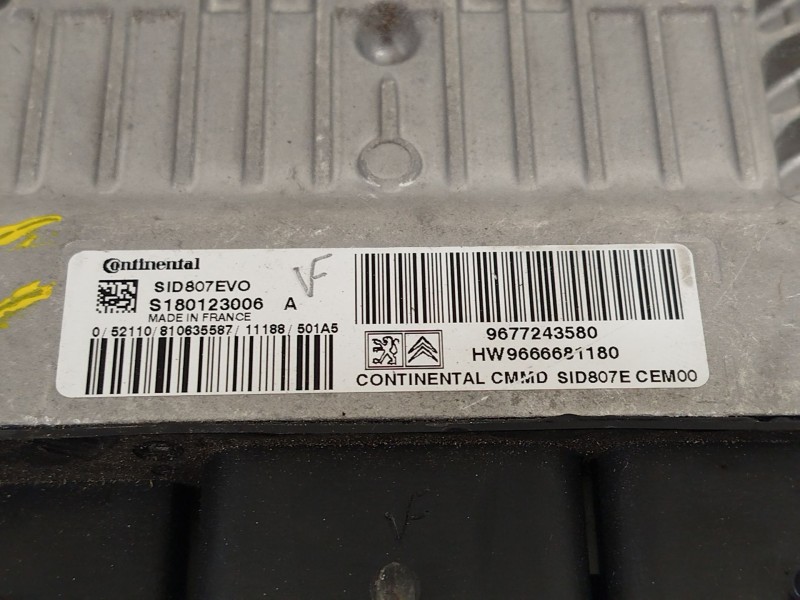 Continental
SID807EVO
S180123006 A
VF
MADE IN FRANCE
0/52110/810635587/11188/501A5
9677243580
HW9666681180
CONTINENTAL CMMD SID807E CEM00